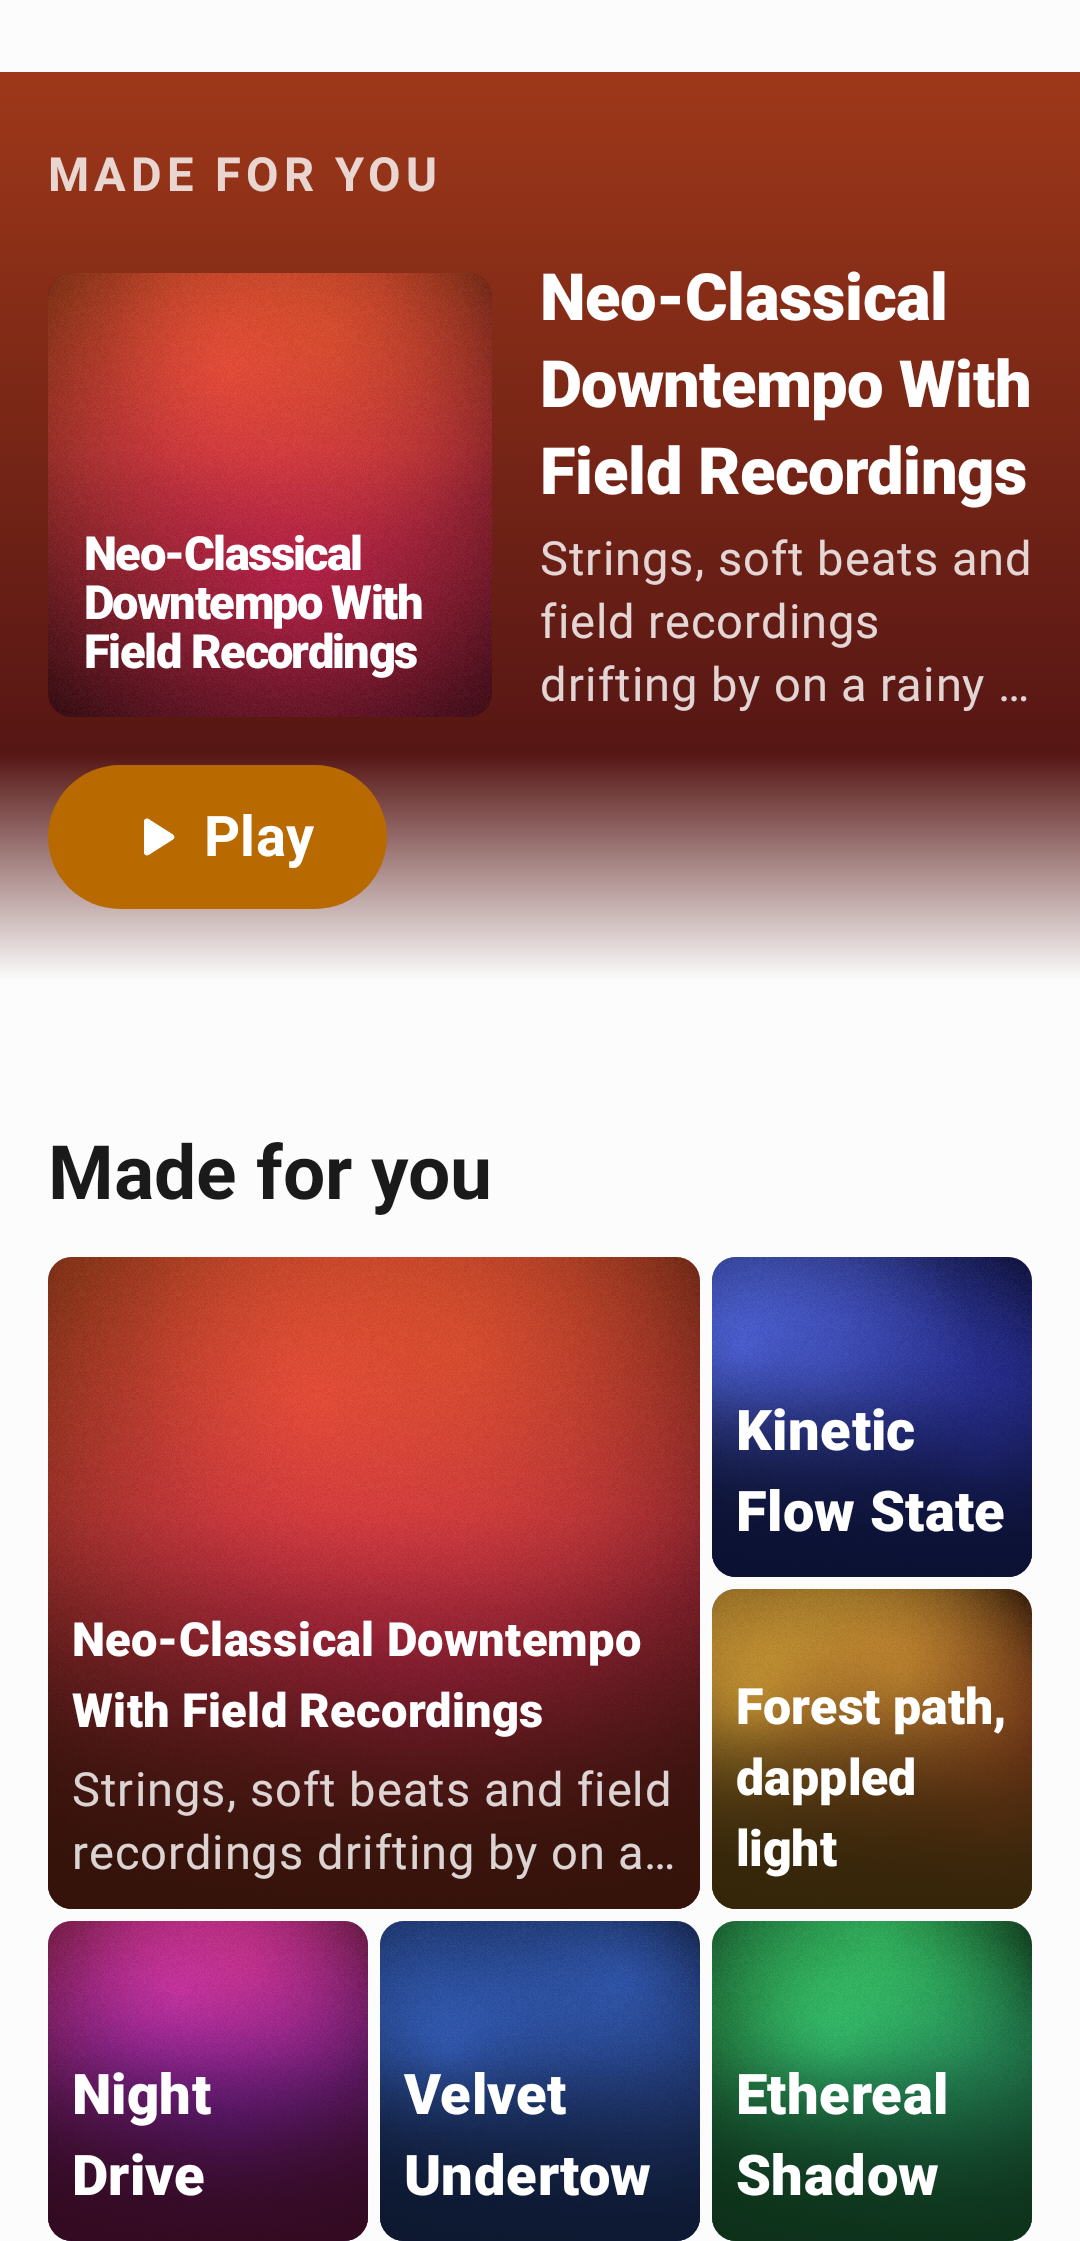 MADE FOR YOU
Neo-Classical
Downtempo With
Field Recordings
Neo-Classical
Downtempo With
Field Recordings
Strings, soft beats and
field recordings
drifting by on a rainy …
Play
Made for you
Neo-Classical Downtempo
With Field Recordings
Strings, soft beats and field
recordings drifting by on a…
Kinetic
Flow State
Forest path,
dappled
light
Night
Drive
Velvet
Undertow
Ethereal
Shadow